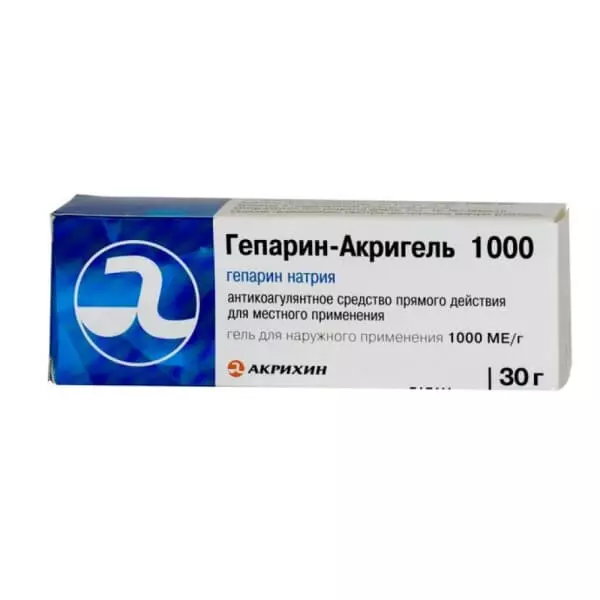 Гепарин-Акригель 1000
гепарин натрия
антикоагулянтное средство прямого действия
для местного применения
гель для наружного применения 1000 МЕ/г
АКРИХИН
30 г